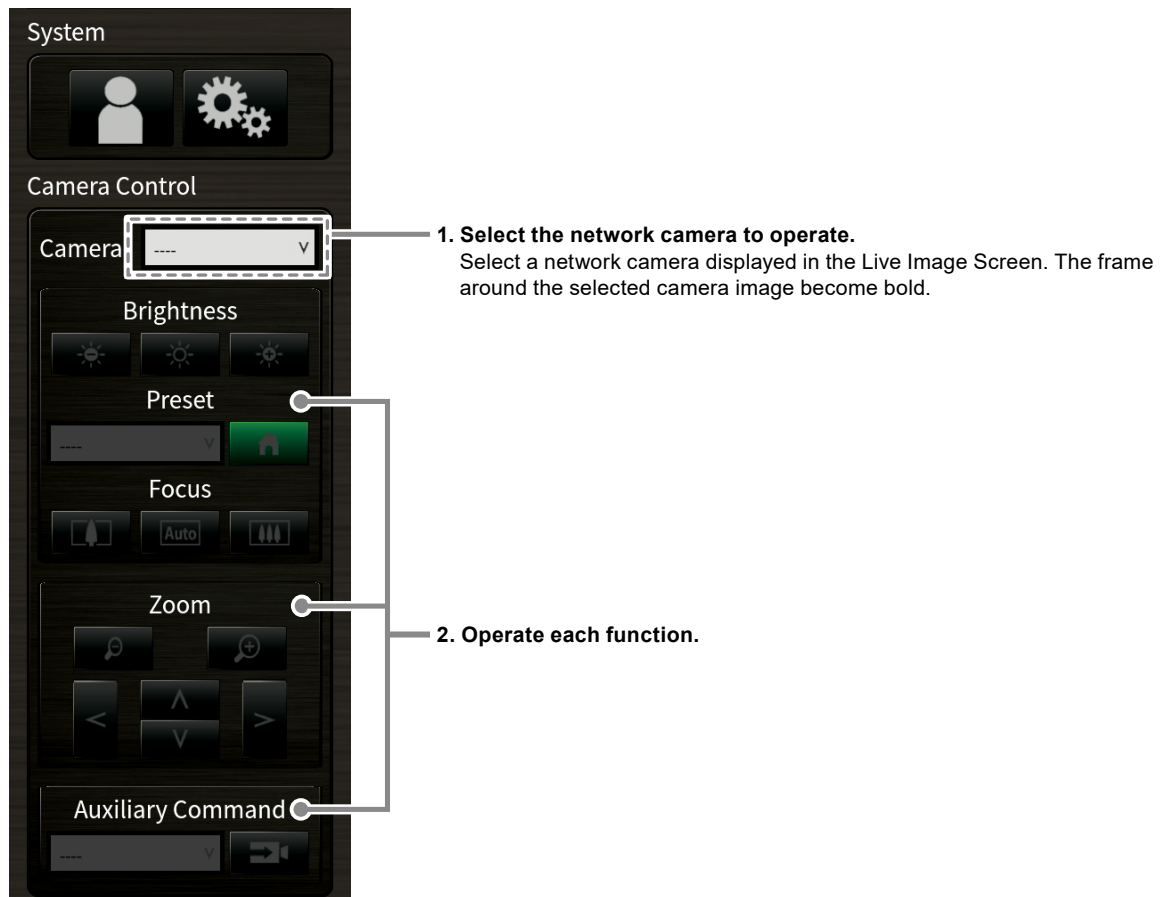 System
Camera Control
Camera
----
1. Select the network camera to operate.
Select a network camera displayed in the Live Image Screen. The frame
around the selected camera image become bold.
Brightness
Preset
----
Focus
Auto
Zoom
2. Operate each function.
Auxiliary Command
----